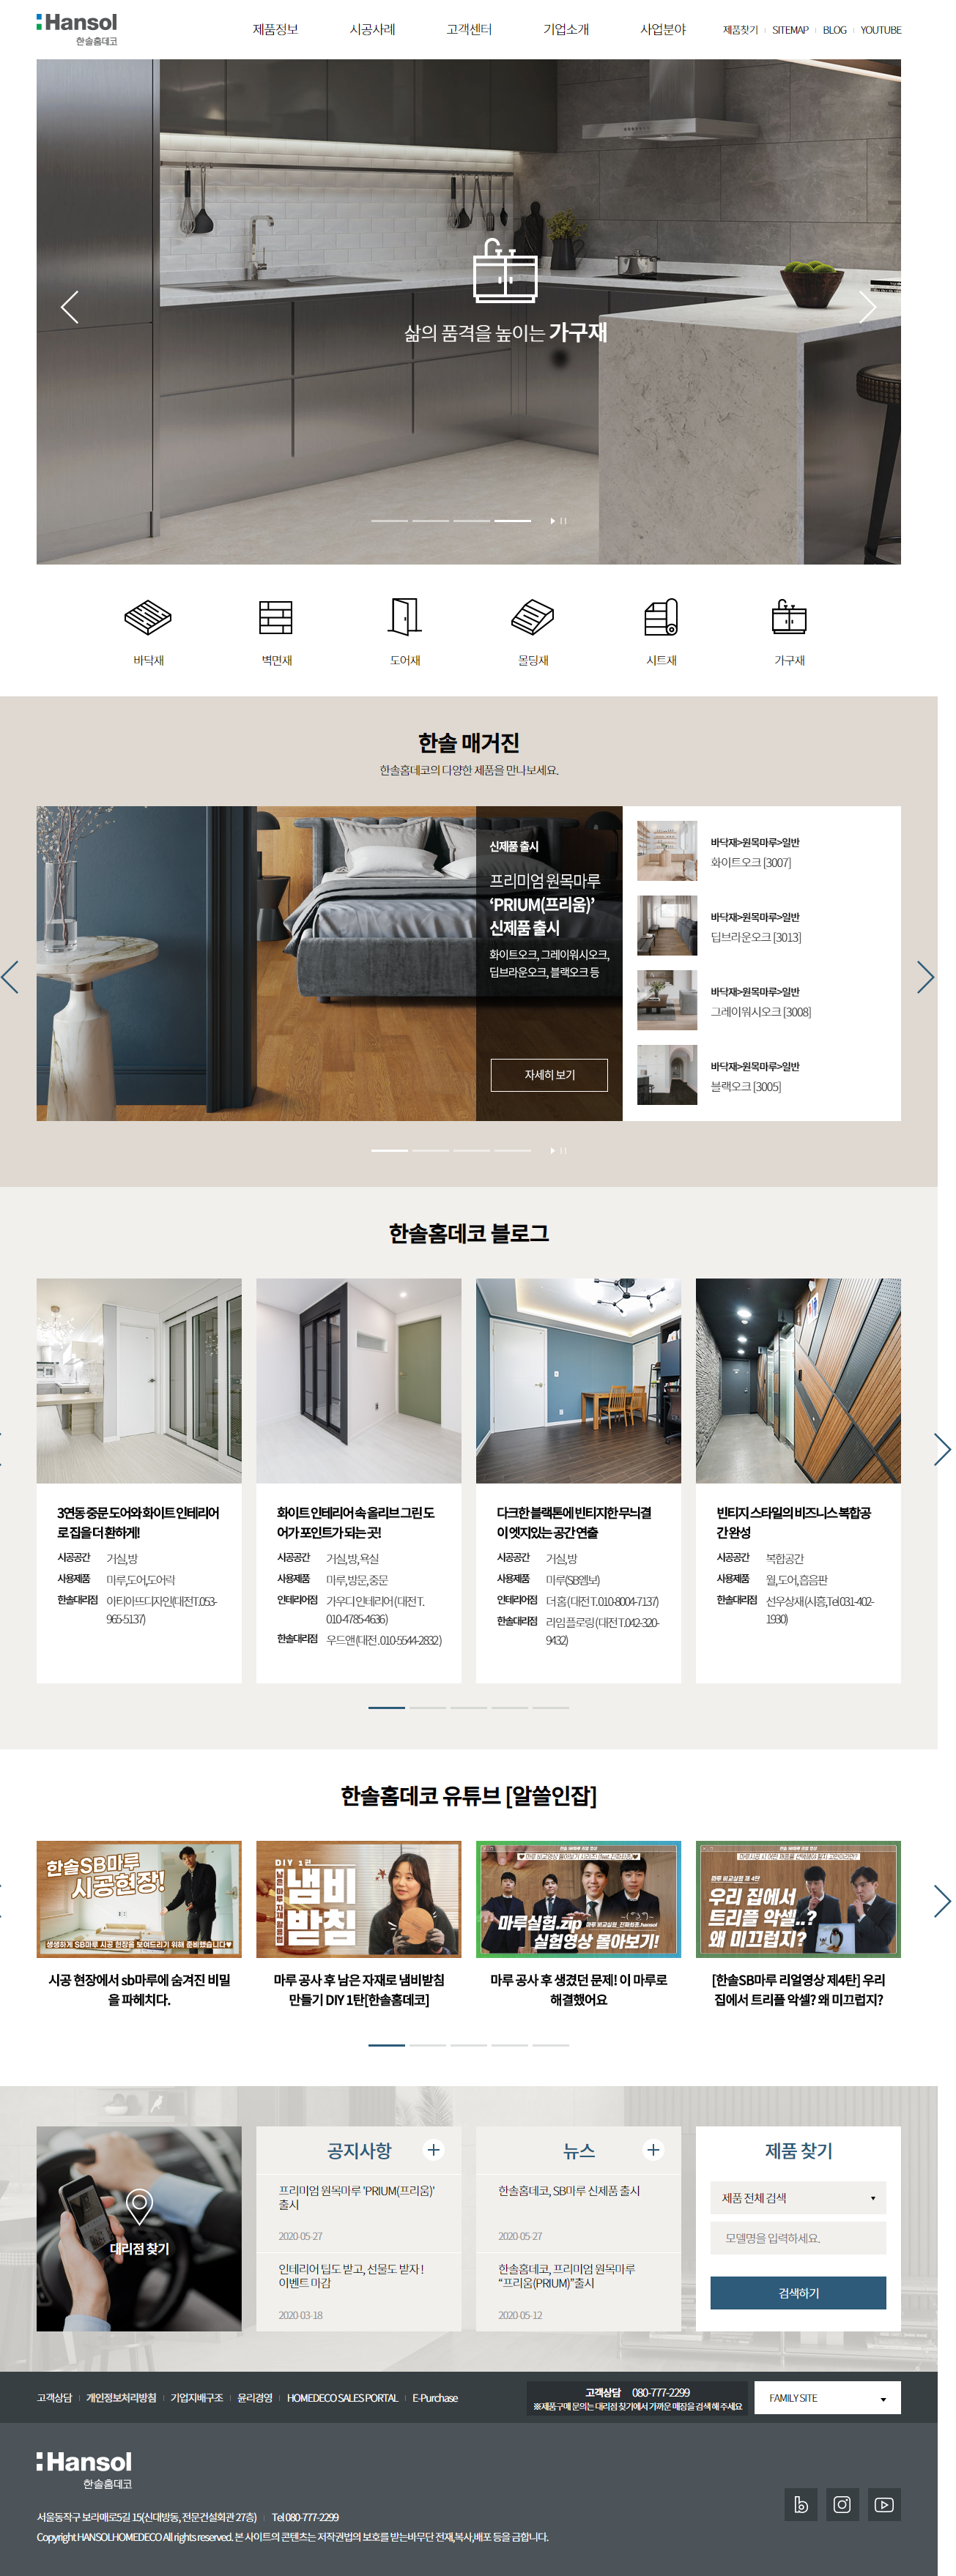 Hansol
한솔홈데코
제품정보
시공사례
고객센터
기업소개
사업분야
제품찾기
SITEMAP
BLOG
YOUTUBE
삶의 품격을 높이는 가구재
바닥재
벽면재
도어재
몰딩재
시트재
가구재
한솔 매거진
한솔홈데코의 다양한 제품을 만나보세요.
신제품 출시
프리미엄 원목마루
‘PRIUM(프리움)’
신제품 출시
화이트오크, 그레이워시오크,
딥브라운오크, 블랙오크 등
자세히 보기
바닥재>원목마루>일반
화이트오크 [3007]
바닥재>원목마루>일반
딥브라운오크 [3013]
바닥재>원목마루>일반
그레이워시오크 [3008]
바닥재>원목마루>일반
블랙오크 [3005]
한솔홈데코 블로그
3연동 중문 도어와 화이트 인테리어
로 집을 더 환하게!
시공공간 거실,방
사용제품 마루,도어,도어락
한솔대리점 아티아뜨디자인(대전T.053-
965-5137)
화이트 인테리어 속 올리브 그린 도
어가 포인트가 되는 곳!
시공공간 거실, 방 , 욕실
사용제품 마루, 방문, 중문
인테리어점 가우디 인테리어 ( 대전 T.
010-4785-4636 )
한솔대리점 우드앤 (대전 . 010-5544-2832 )
다크한 블랙톤에 빈티지한 무늬결
이 엣지있는 공간 연출
시공공간 거실, 방
사용제품 마루(SB엠보)
인테리어점 더 홈 ( 대전 T. 010-8004-7137)
한솔대리점 라임 플로링 ( 대전 T.042-320-
9432)
빈티지 스타일의 비즈니스 복합공
간 완성
시공공간 복합공간
사용제품 월, 도어, 흡음판
한솔대리점 선우상재 (시흥,Tel 031-402-
1930)
한솔홈데코 유튜브 [알쓸인잡]
한솔SB마루
시공현장!
생생하게 SB마루 시공 현장을 보여드리기 위해 준비했습니다♥
DIY 1탄
남은 마루 자재 활용법
냄비
받침
마루실험.zip
마루 비교실험_진짜최종.hansol
실험영상 몰아보기!
마루 비교실험 제 4탄
우리 집에서
트리플 악셀..?
왜 미끄럽지?
시공 현장에서 sb마루에 숨겨진 비밀
을 파헤치다.
마루 공사 후 남은 자재로 냄비받침
만들기 DIY 1탄[한솔홈데코]
마루 공사 후 생겼던 문제! 이 마루로
해결했어요
[한솔SB마루 리얼영상 제4탄] 우리
집에서 트리플 악셀? 왜 미끄럽지?
대리점 찾기
공지사항
프리미엄 원목마루 'PRIUM(프리움)'
출시
2020-05-27
인테리어 팁도 받고, 선물도 받자!
이벤트 마감
2020-03-18
뉴스
한솔홈데코, SB마루 신제품 출시
2020-05-27
한솔홈데코, 프리미엄 원목마루
“프리움(PRIUM)”출시
2020-05-12
제품 찾기
제품 전체 검색
모델명을 입력하세요.
검색하기
고객상담
개인정보처리방침
기업지배구조
윤리경영
HOMEDECO SALES PORTAL
E-Purchase
고객상담 080-777-2299
※제품구매 문의는 대리점 찾기에서 가까운 매장을 검색 해 주세요
FAMILY SITE
Hansol
한솔홈데코
서울동작구 보라매로5길 15(신대방동, 전문건설회관 27층)
Tel 080-777-2299
Copyright HANSOLHOMEDECO All rights reserved. 본 사이트의 콘텐츠는 저작권법의 보호를 받는바 무단 전재,복사,배포 등을 금합니다.